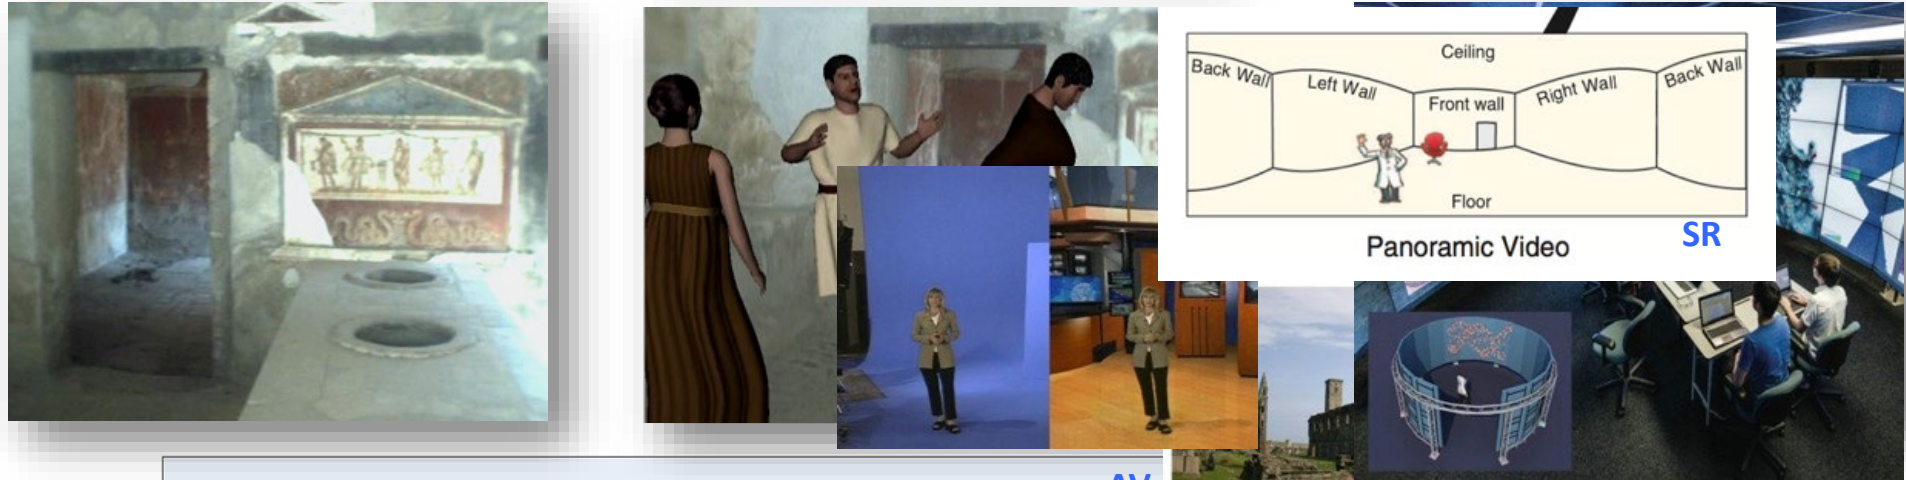 Ceiling
Back Wall
Left Wall
Front wall
Right Wall
Back Wall
Floor
SR
Panoramic Video